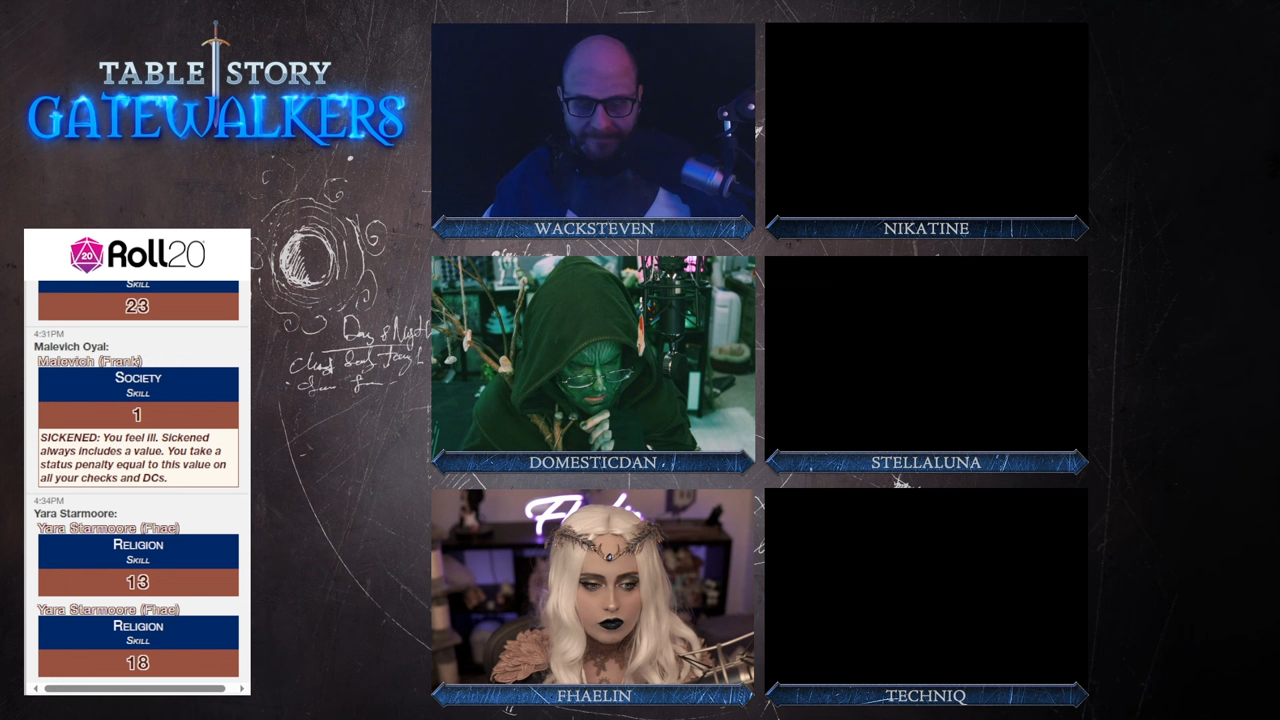 TABLE STORY
GATEWALKERS
Roll20
20
SKILL
23
4:31PM
Malevich Oyal:
Malevich (Frank)
SOCIETY
SKILL
1
SICKENED: You feel ill. Sickened
always includes a value. You take a
status penalty equal to this value on
all your checks and DCs.
4:34PM
Yara Starmoore:
Yara Starmoore (Fhae)
RELIGION
SKILL
13
Yara Starmoore (Fhae)
RELIGION
SKILL
18
Day & Night
WACKSTEVEN
NIKATINE
DOMESTICDAN
STELLALUNA
FHAELIN
TECHNIQ